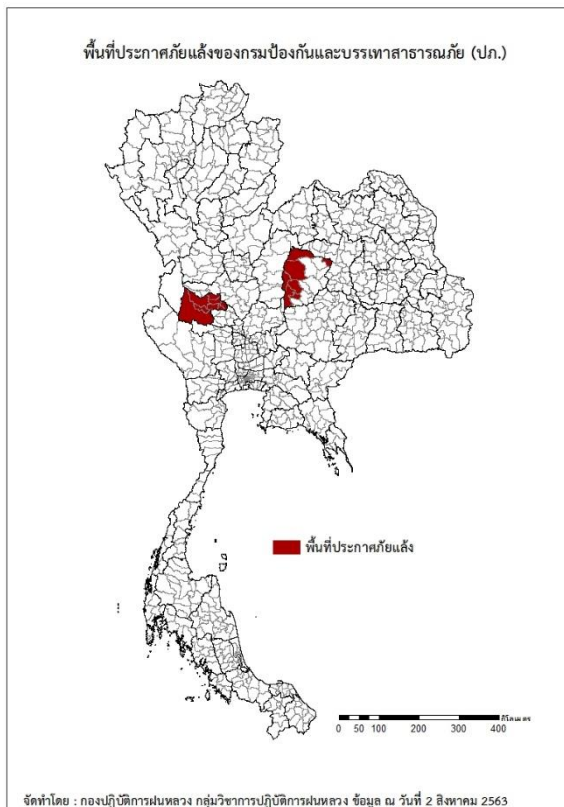 พื้นที่ประกาศภัยแล้งของกรมป้องกันและบรรเทาสาธารณภัย (ปภ.)
พื้นที่ประกาศภัยแล้ง
0 50 100 200 300 400
จัดทำโดย : กองปฏิบัติการฝนหลวง กลุ่มวิชาการปฏิบัติการฝนหลวง ข้อมูล ณ วันที่ 2 สิงหาคม 2563